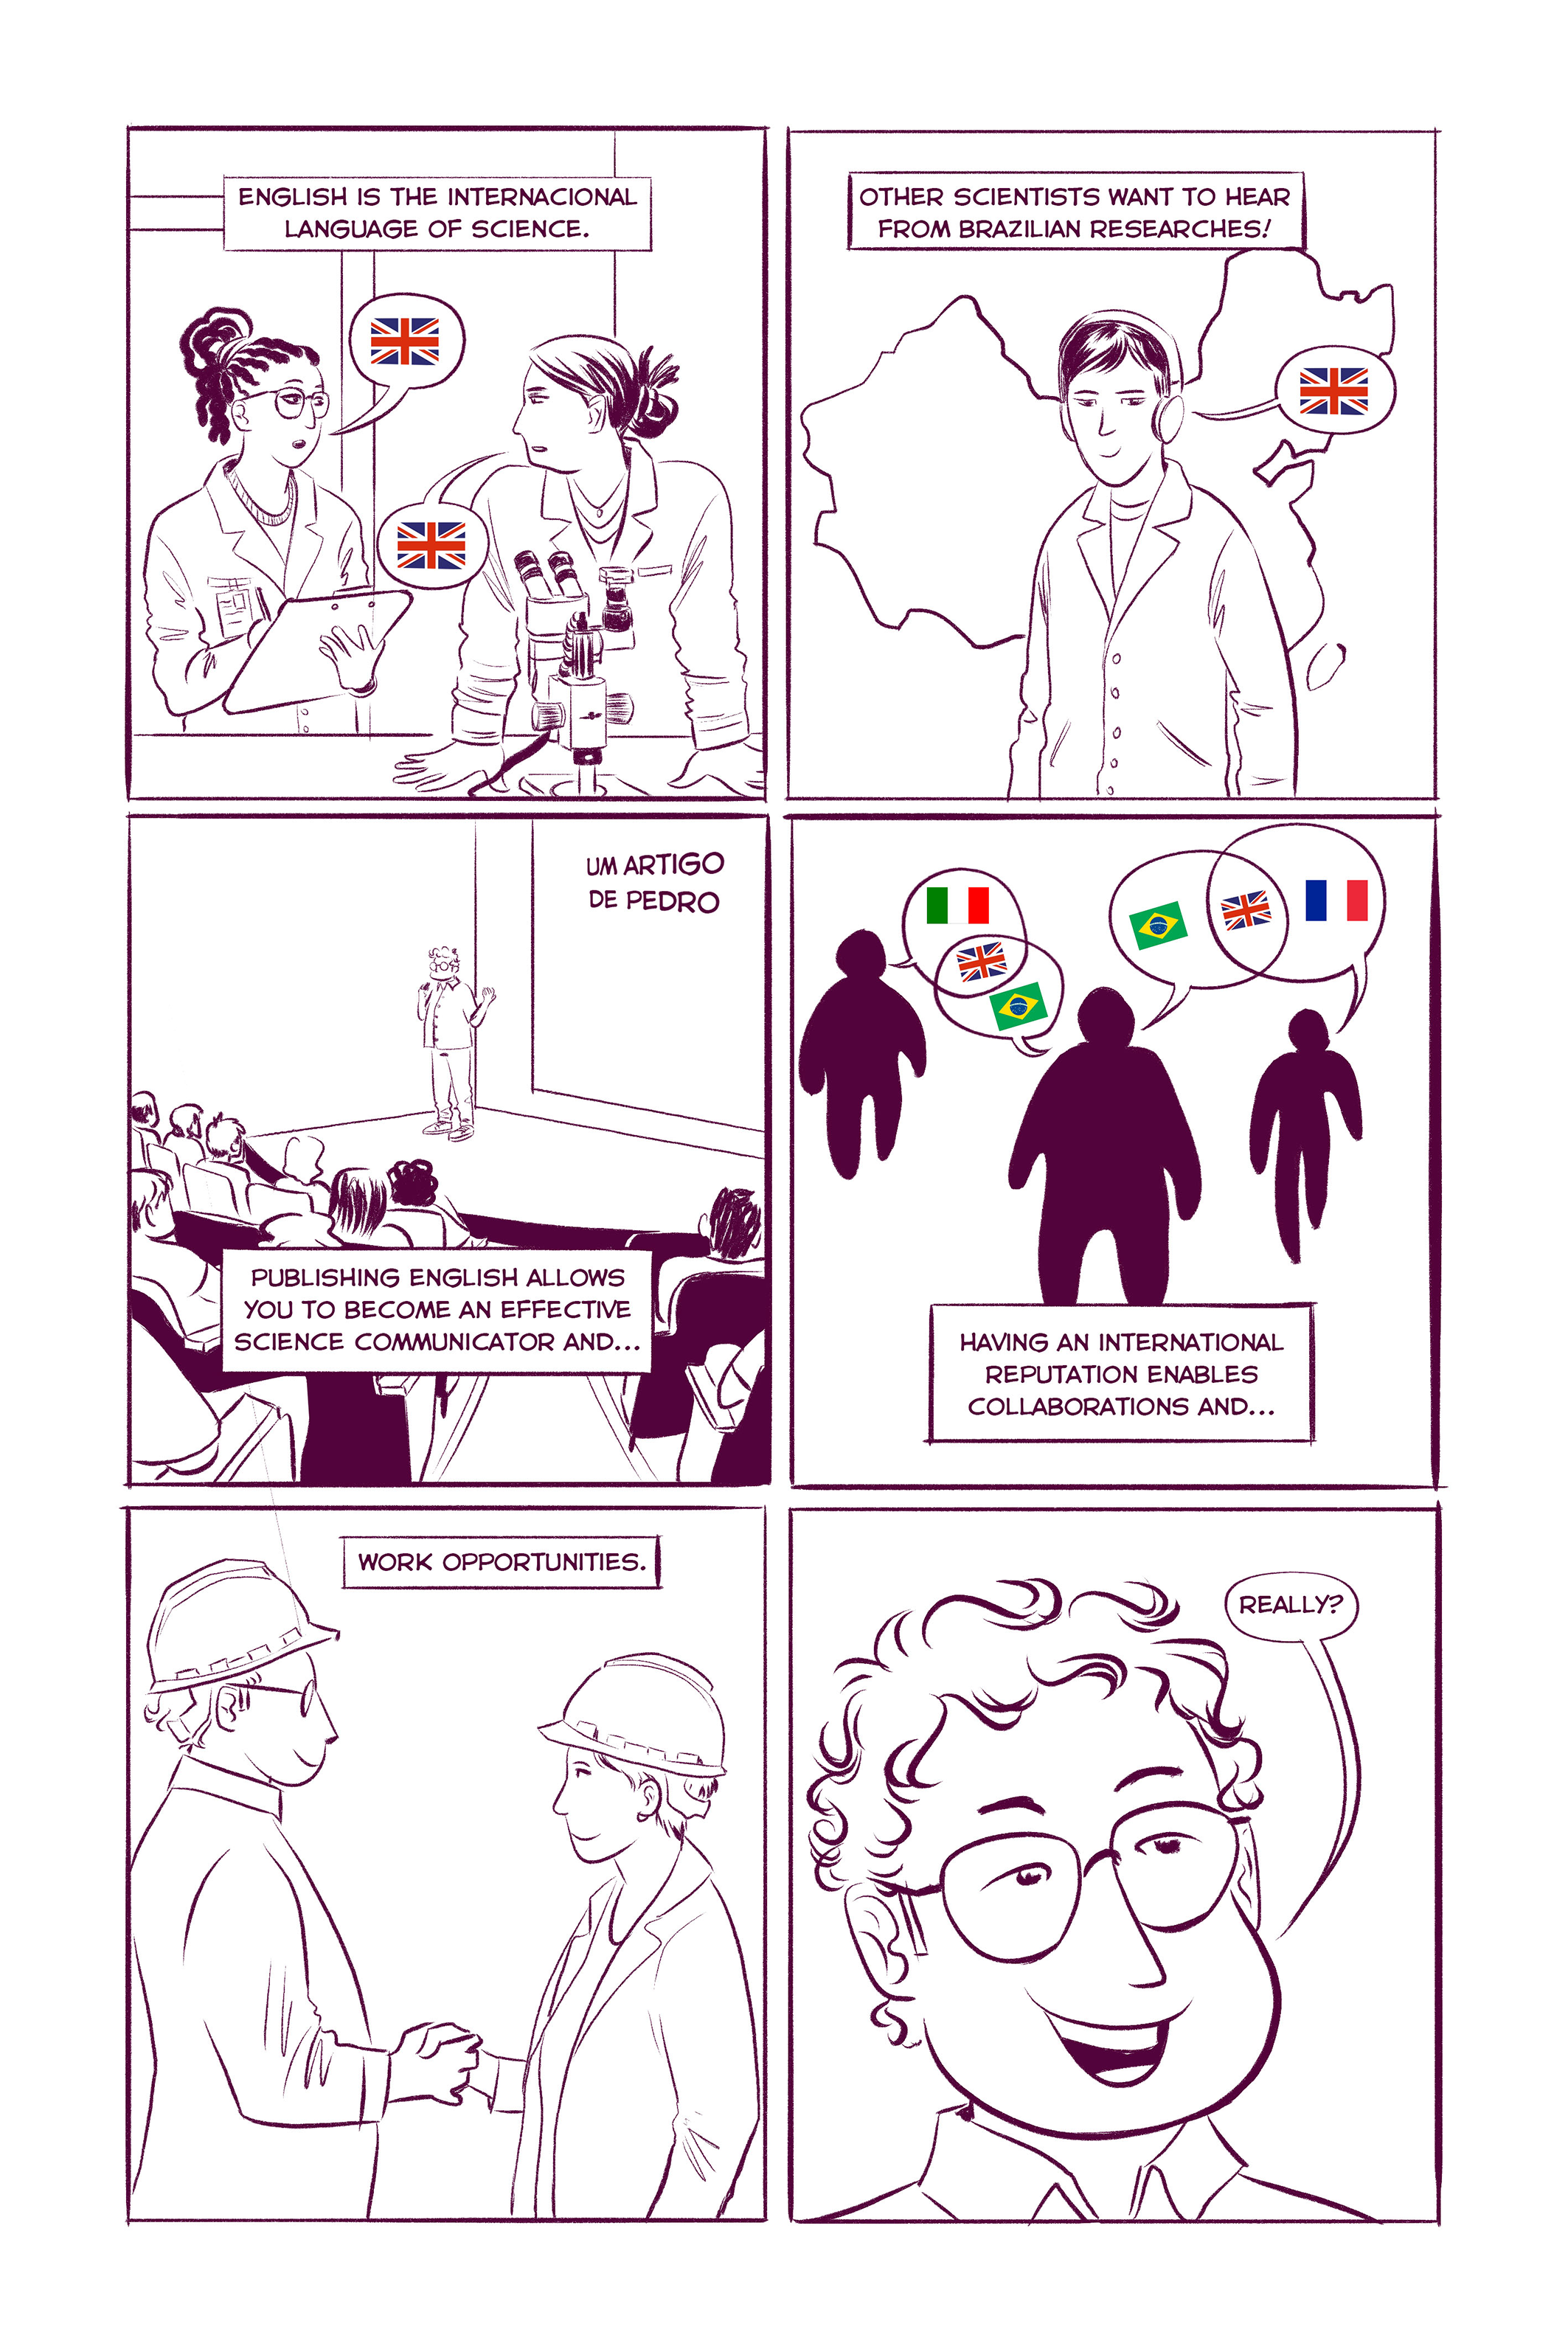 ENGLISH IS THE INTERNACIONAL
LANGUAGE OF SCIENCE.
OTHER SCIENTISTS WANT TO HEAR
FROM BRAZILIAN RESEARCHES!
UM ARTIGO
DE PEDRO
PUBLISHING ENGLISH ALLOWS
YOU TO BECOME AN EFFECTIVE
SCIENCE COMMUNICATOR AND...
HAVING AN INTERNATIONAL
REPUTATION ENABLES
COLLABORATIONS AND...
WORK OPPORTUNITIES.
REALLY?